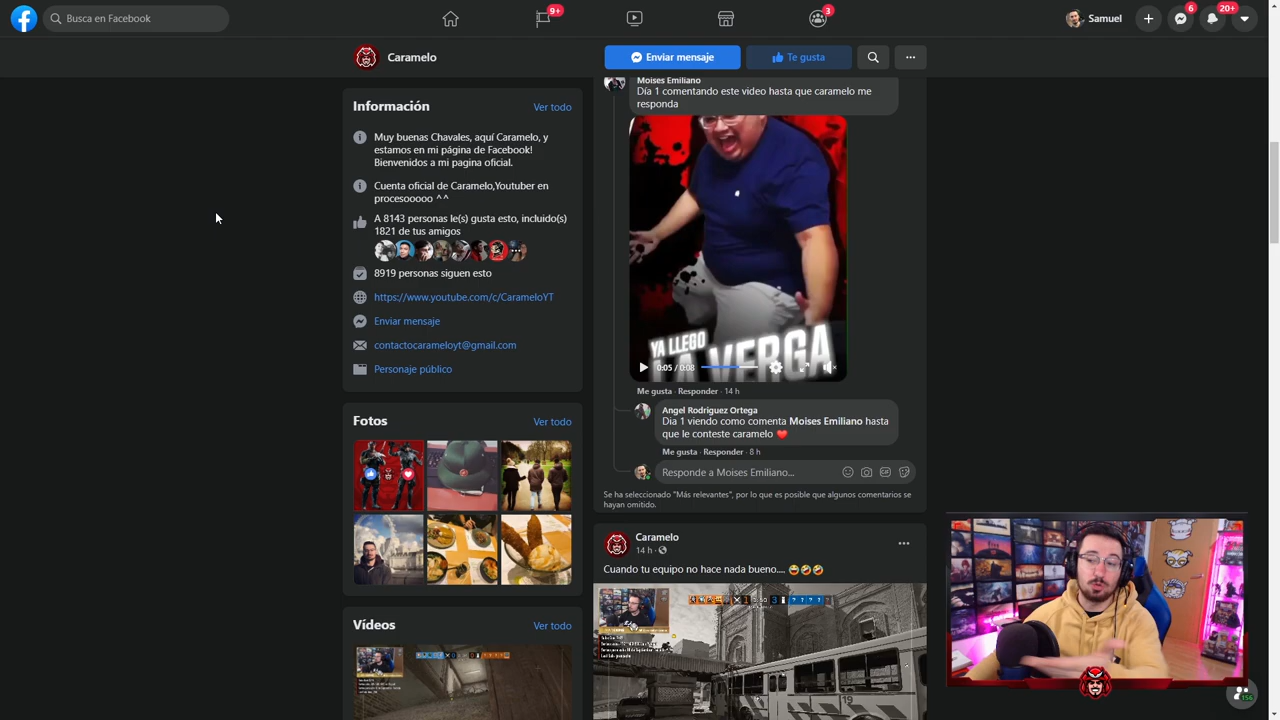 Busca en Facebook
9+
3
Samuel
6
20+
Caramelo
Enviar mensaje
Te gusta
Información
Ver todo
Muy buenas Chavales, aquí Caramelo, y
estamos en mi página de Facebook!
Bienvenidos a mi pagina oficial.
Cuenta oficial de Caramelo,Youtuber en
procesooooo ^^
A 8143 personas le(s) gusta esto, incluido(s)
1821 de tus amigos
8919 personas siguen esto
https://www.youtube.com/c/CarameloYT
Enviar mensaje
contactocarameloyt@gmail.com
Personaje público
Fotos
Ver todo
Vídeos
Ver todo
Moises Emiliano
Día 1 comentando este video hasta que caramelo me
responda
YA LLEGO
LA VERGA
0:05 / 0:08
Me gusta · Responder · 14 h
Angel Rodriguez Ortega
Dia 1 viendo como comenta Moises Emiliano hasta
que le conteste caramelo ❤️
Me gusta · Responder · 8 h
Responde a Moises Emiliano...
Se ha seleccionado "Más relevantes", por lo que es posible que algunos comentarios se
hayan omitido.
Caramelo
14 h ·
Cuando tu equipo no hace nada bueno.... 😂🤣🤣
19
156